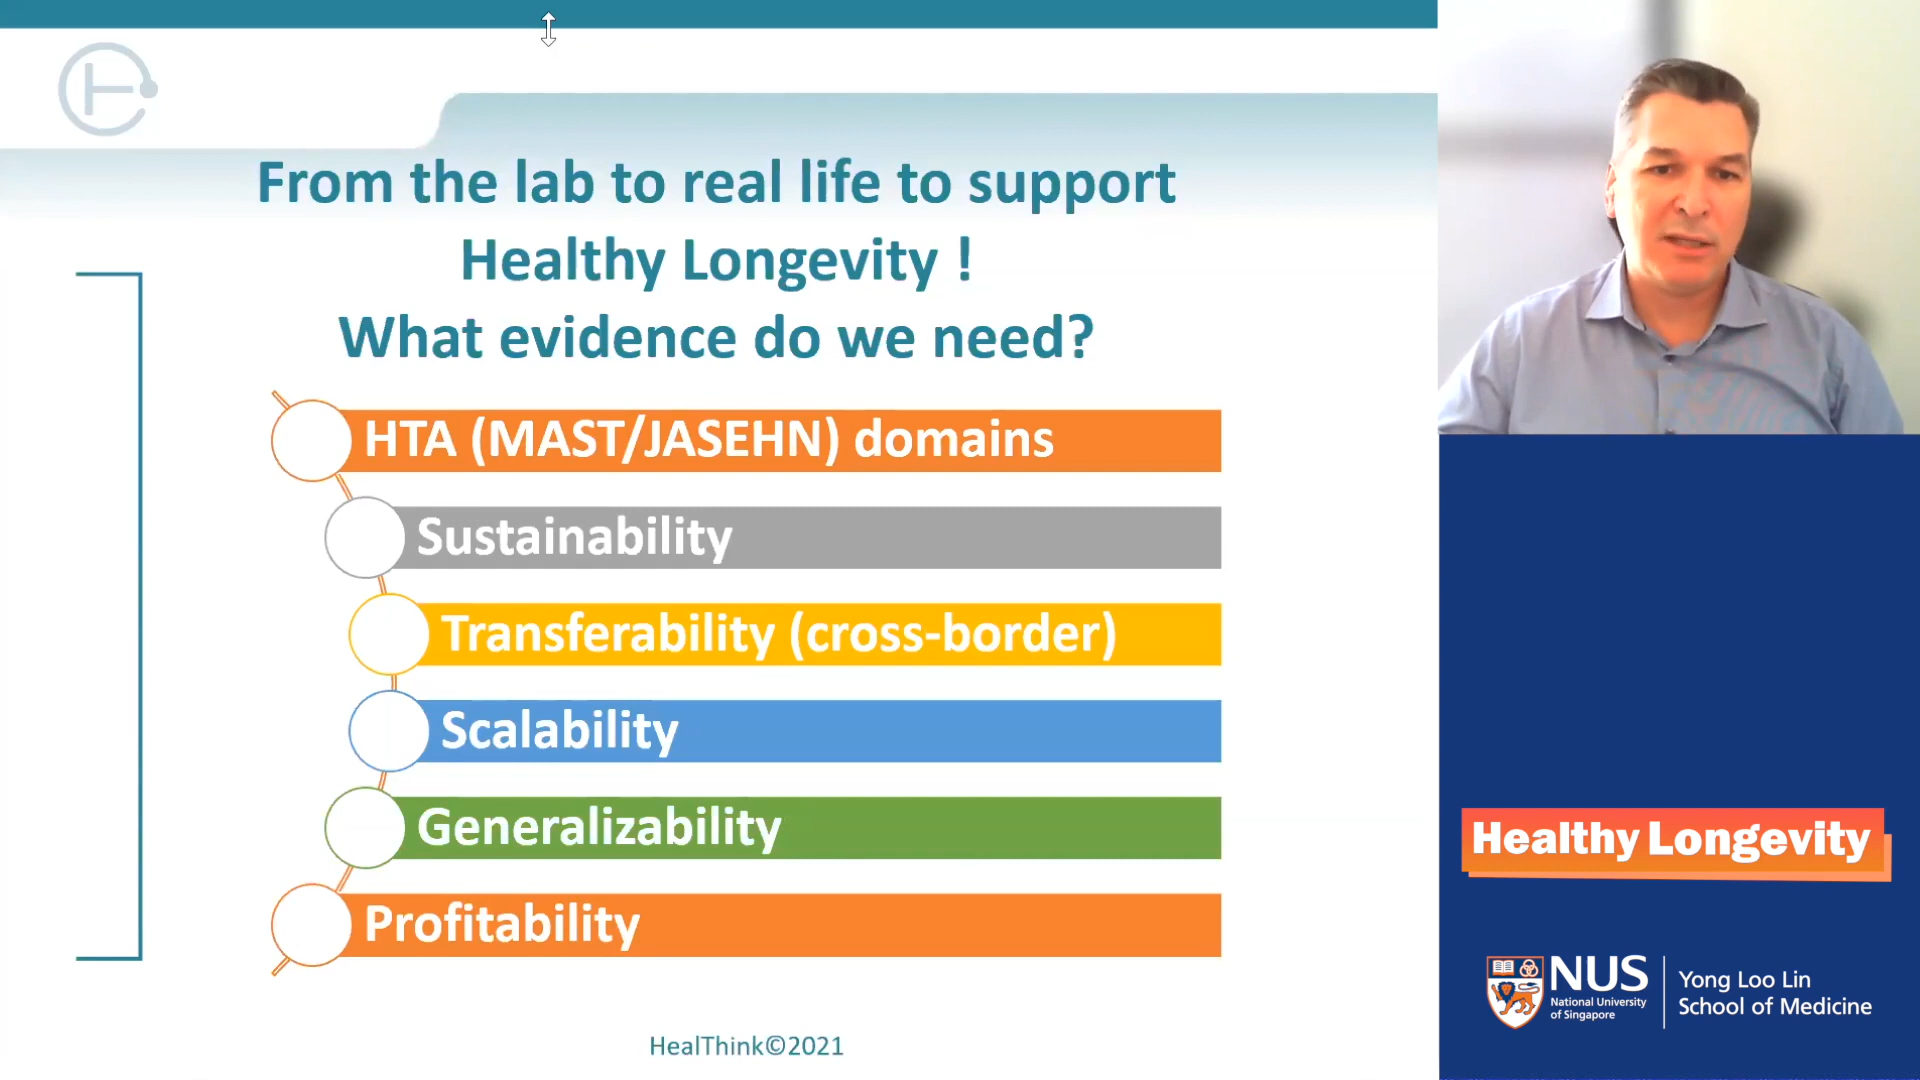 From the lab to real life to support
Healthy Longevity !
What evidence do we need?
HTA (MAST/JASEHN) domains
Sustainability
Transferability (cross-border)
Scalability
Generalizability
Profitability
HealThink©2021
Healthy Longevity
NUS
National University
of Singapore
Yong Loo Lin
School of Medicine